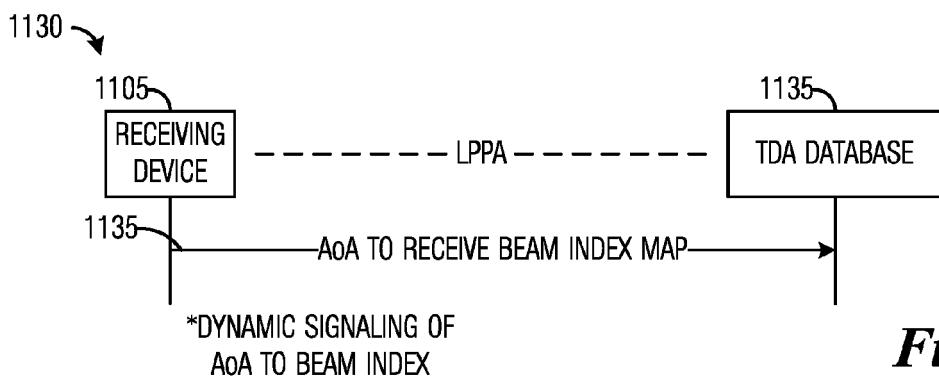 1130
1105
1135
RECEIVING
DEVICE
LPPA
TDA DATABASE
1135
AoA TO RECEIVE BEAM INDEX MAP
*DYNAMIC SIGNALING OF
AoA TO BEAM INDEX